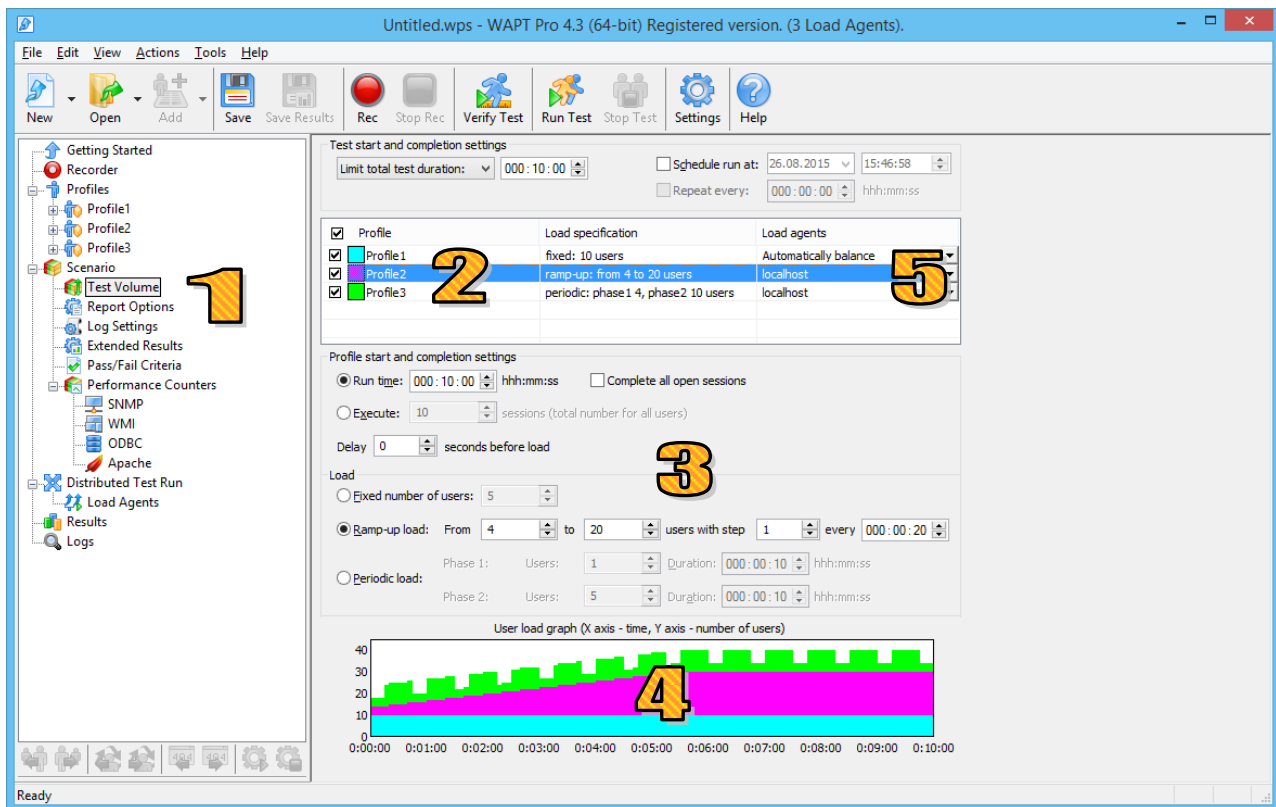 Untitled.wps - WAPT Pro 4.3 (64-bit) Registered version. (3 Load Agents).
File Edit View Actions Tools Help
New Open Add Save Save Results Rec Stop Rec Verify Test Run Test Stop Test Settings Help
Getting Started
Recorder
Profiles
Profile1
Profile2
Profile3
Scenario
Test Volume
Report Options
Log Settings
Extended Results
Pass/Fail Criteria
Performance Counters
SNMP
WMI
ODBC
Apache
Distributed Test Run
Load Agents
Results
Logs
1
Test start and completion settings
Limit total test duration: 000:10:00 Schedule run at: 26.08.2015 15:46:58
Repeat every: 000:00:00 hhh:mm:ss
Profile Load specification Load agents
Profile1 fixed: 10 users Automatically balance
Profile2 ramp-up: from 4 to 20 users localhost
Profile3 periodic: phase1 4, phase2 10 users localhost
2
5
Profile start and completion settings
Run time: 000:10:00 hhh:mm:ss Complete all open sessions
Execute: 10 sessions (total number for all users)
Delay 0 seconds before load
3
Load
Fixed number of users: 5
Ramp-up load: From 4 to 20 users with step 1 every 000:00:20
Phase 1: Users: 1 Duration: 000:00:10 hhh:mm:ss
Periodic load:
Phase 2: Users: 5 Duration: 000:00:10 hhh:mm:ss
User load graph (X axis - time, Y axis - number of users)
40
30
20
10
0
4
0:00:00 0:01:00 0:02:00 0:03:00 0:04:00 0:05:00 0:06:00 0:07:00 0:08:00 0:09:00 0:10:00
404 404
Ready